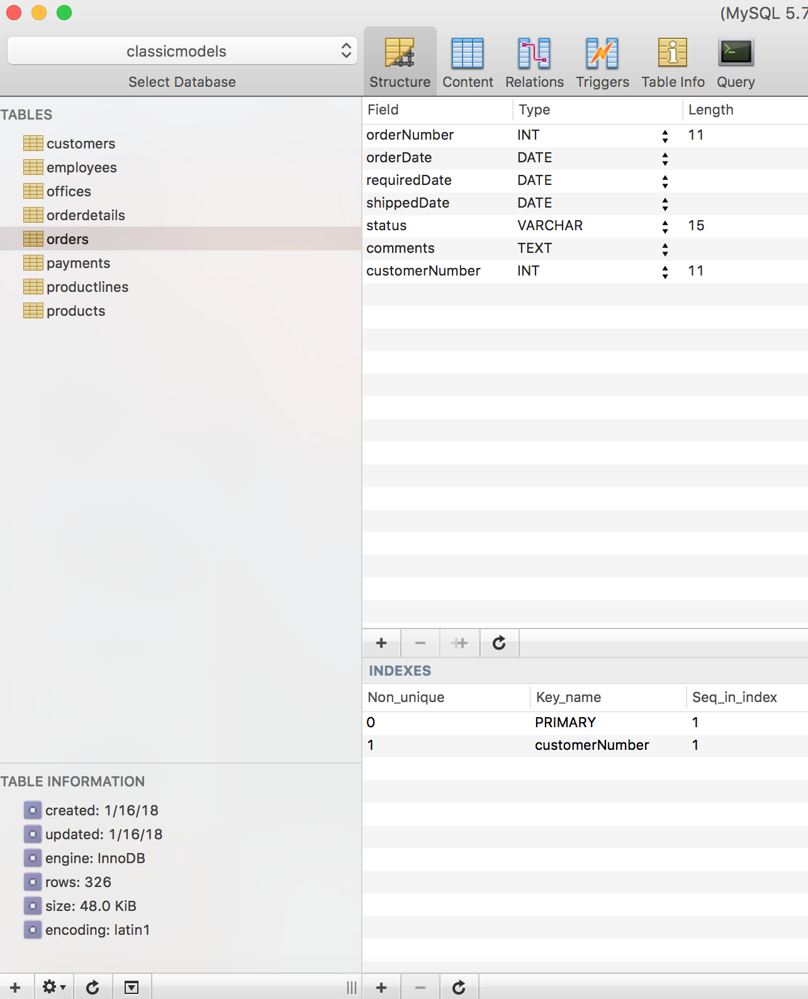 (MySQL 5.7
classicmodels
Select Database
Structure Content Relations Triggers Table Info Query
TABLES
customers
employees
offices
orderdetails
orders
payments
productlines
products
Field Type Length
orderNumber INT 11
orderDate DATE
requiredDate DATE
shippedDate DATE
status VARCHAR 15
comments TEXT
customerNumber INT 11
INDEXES
Non_unique Key_name Seq_in_index
0 PRIMARY 1
1 customerNumber 1
TABLE INFORMATION
created: 1/16/18
updated: 1/16/18
engine: InnoDB
rows: 326
size: 48.0 KiB
encoding: latin1